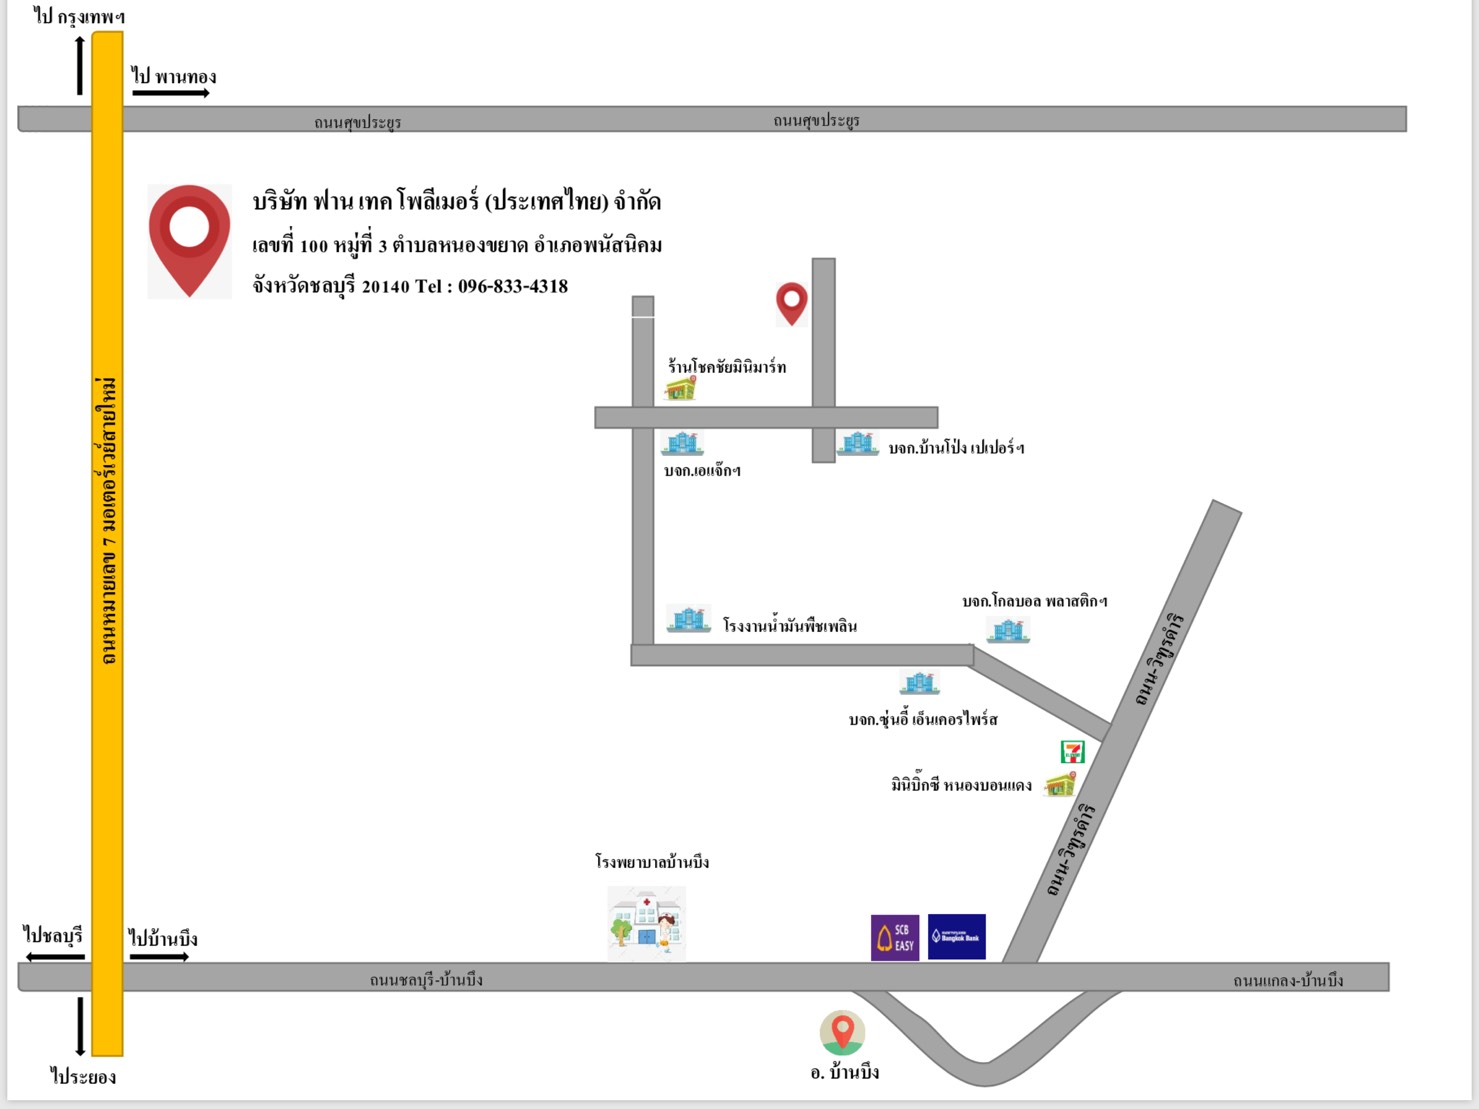 ไป กรุงเทพฯ
ไป พานทอง
ถนนศุขประยูร
ถนนศุขประยูร
บริษัท ฟาน เทค โพลีเมอร์ (ประเทศไทย) จำกัด
เลขที่ 100 หมู่ที่ 3 ตำบลหนองขยาด อำเภอพนัสนิคม
จังหวัดชลบุรี 20140 Tel : 096-833-4318
ถนนหมายเลข 7 มอเตอร์เวย์สายใหม่
ร้านโชคชัยมินิมาร์ท
บจก.บ้านโป่ง เปเปอร์ฯ
บจก.เอแจ๊กฯ
บจก.โกลบอล พลาสติกฯ
โรงงานน้ำมันพืชเพลิน
ถนน-วิฑูรดำริ
บจก.ซุ่นอี้ เอ็นเคอรไพร์ส
7
มินิบิ๊กซี หนองบอนแดง
ถนน-วิฑูรดำริ
โรงพยาบาลบ้านบึง
SCB
EASY
Bangkok Bank
ไปชลบุรี
ไปบ้านบึง
ถนนชลบุรี-บ้านบึง
ถนนแกลง-บ้านบึง
อ. บ้านบึง
ไประยอง